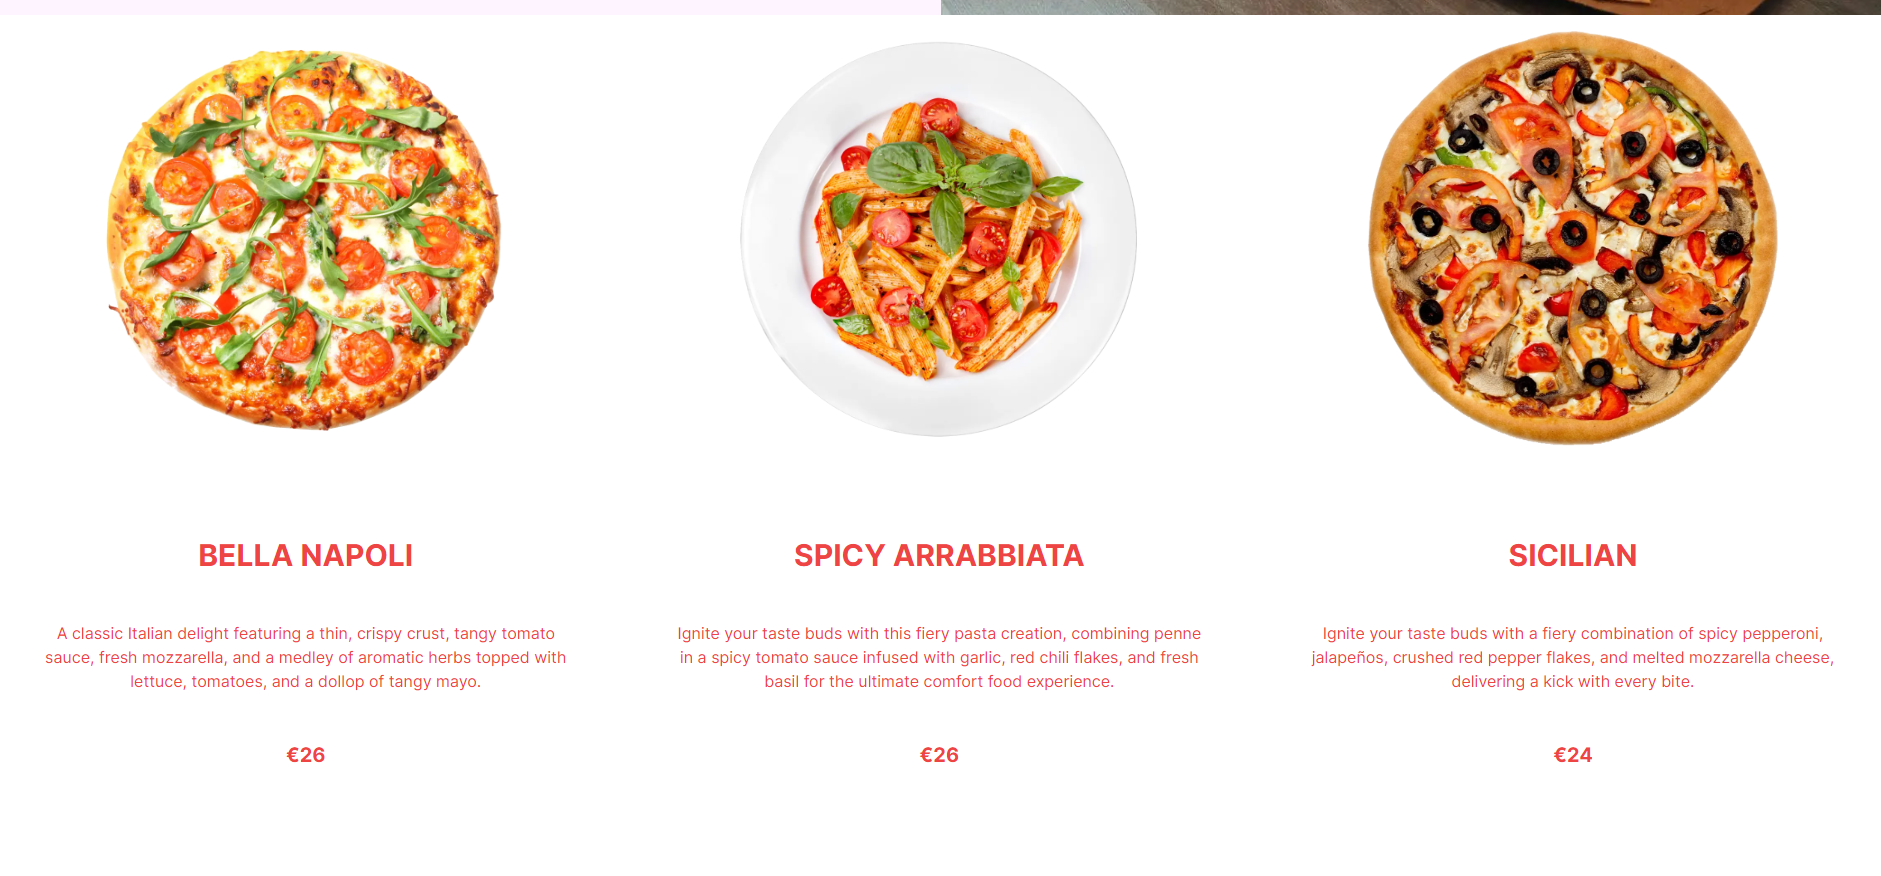 BELLA NAPOLI
A classic Italian delight featuring a thin, crispy crust, tangy tomato
sauce, fresh mozzarella, and a medley of aromatic herbs topped with
lettuce, tomatoes, and a dollop of tangy mayo.
€26
SPICY ARRABBIATA
Ignite your taste buds with this fiery pasta creation, combining penne
in a spicy tomato sauce infused with garlic, red chili flakes, and fresh
basil for the ultimate comfort food experience.
€26
SICILIAN
Ignite your taste buds with a fiery combination of spicy pepperoni,
jalapeños, crushed red pepper flakes, and melted mozzarella cheese,
delivering a kick with every bite.
€24